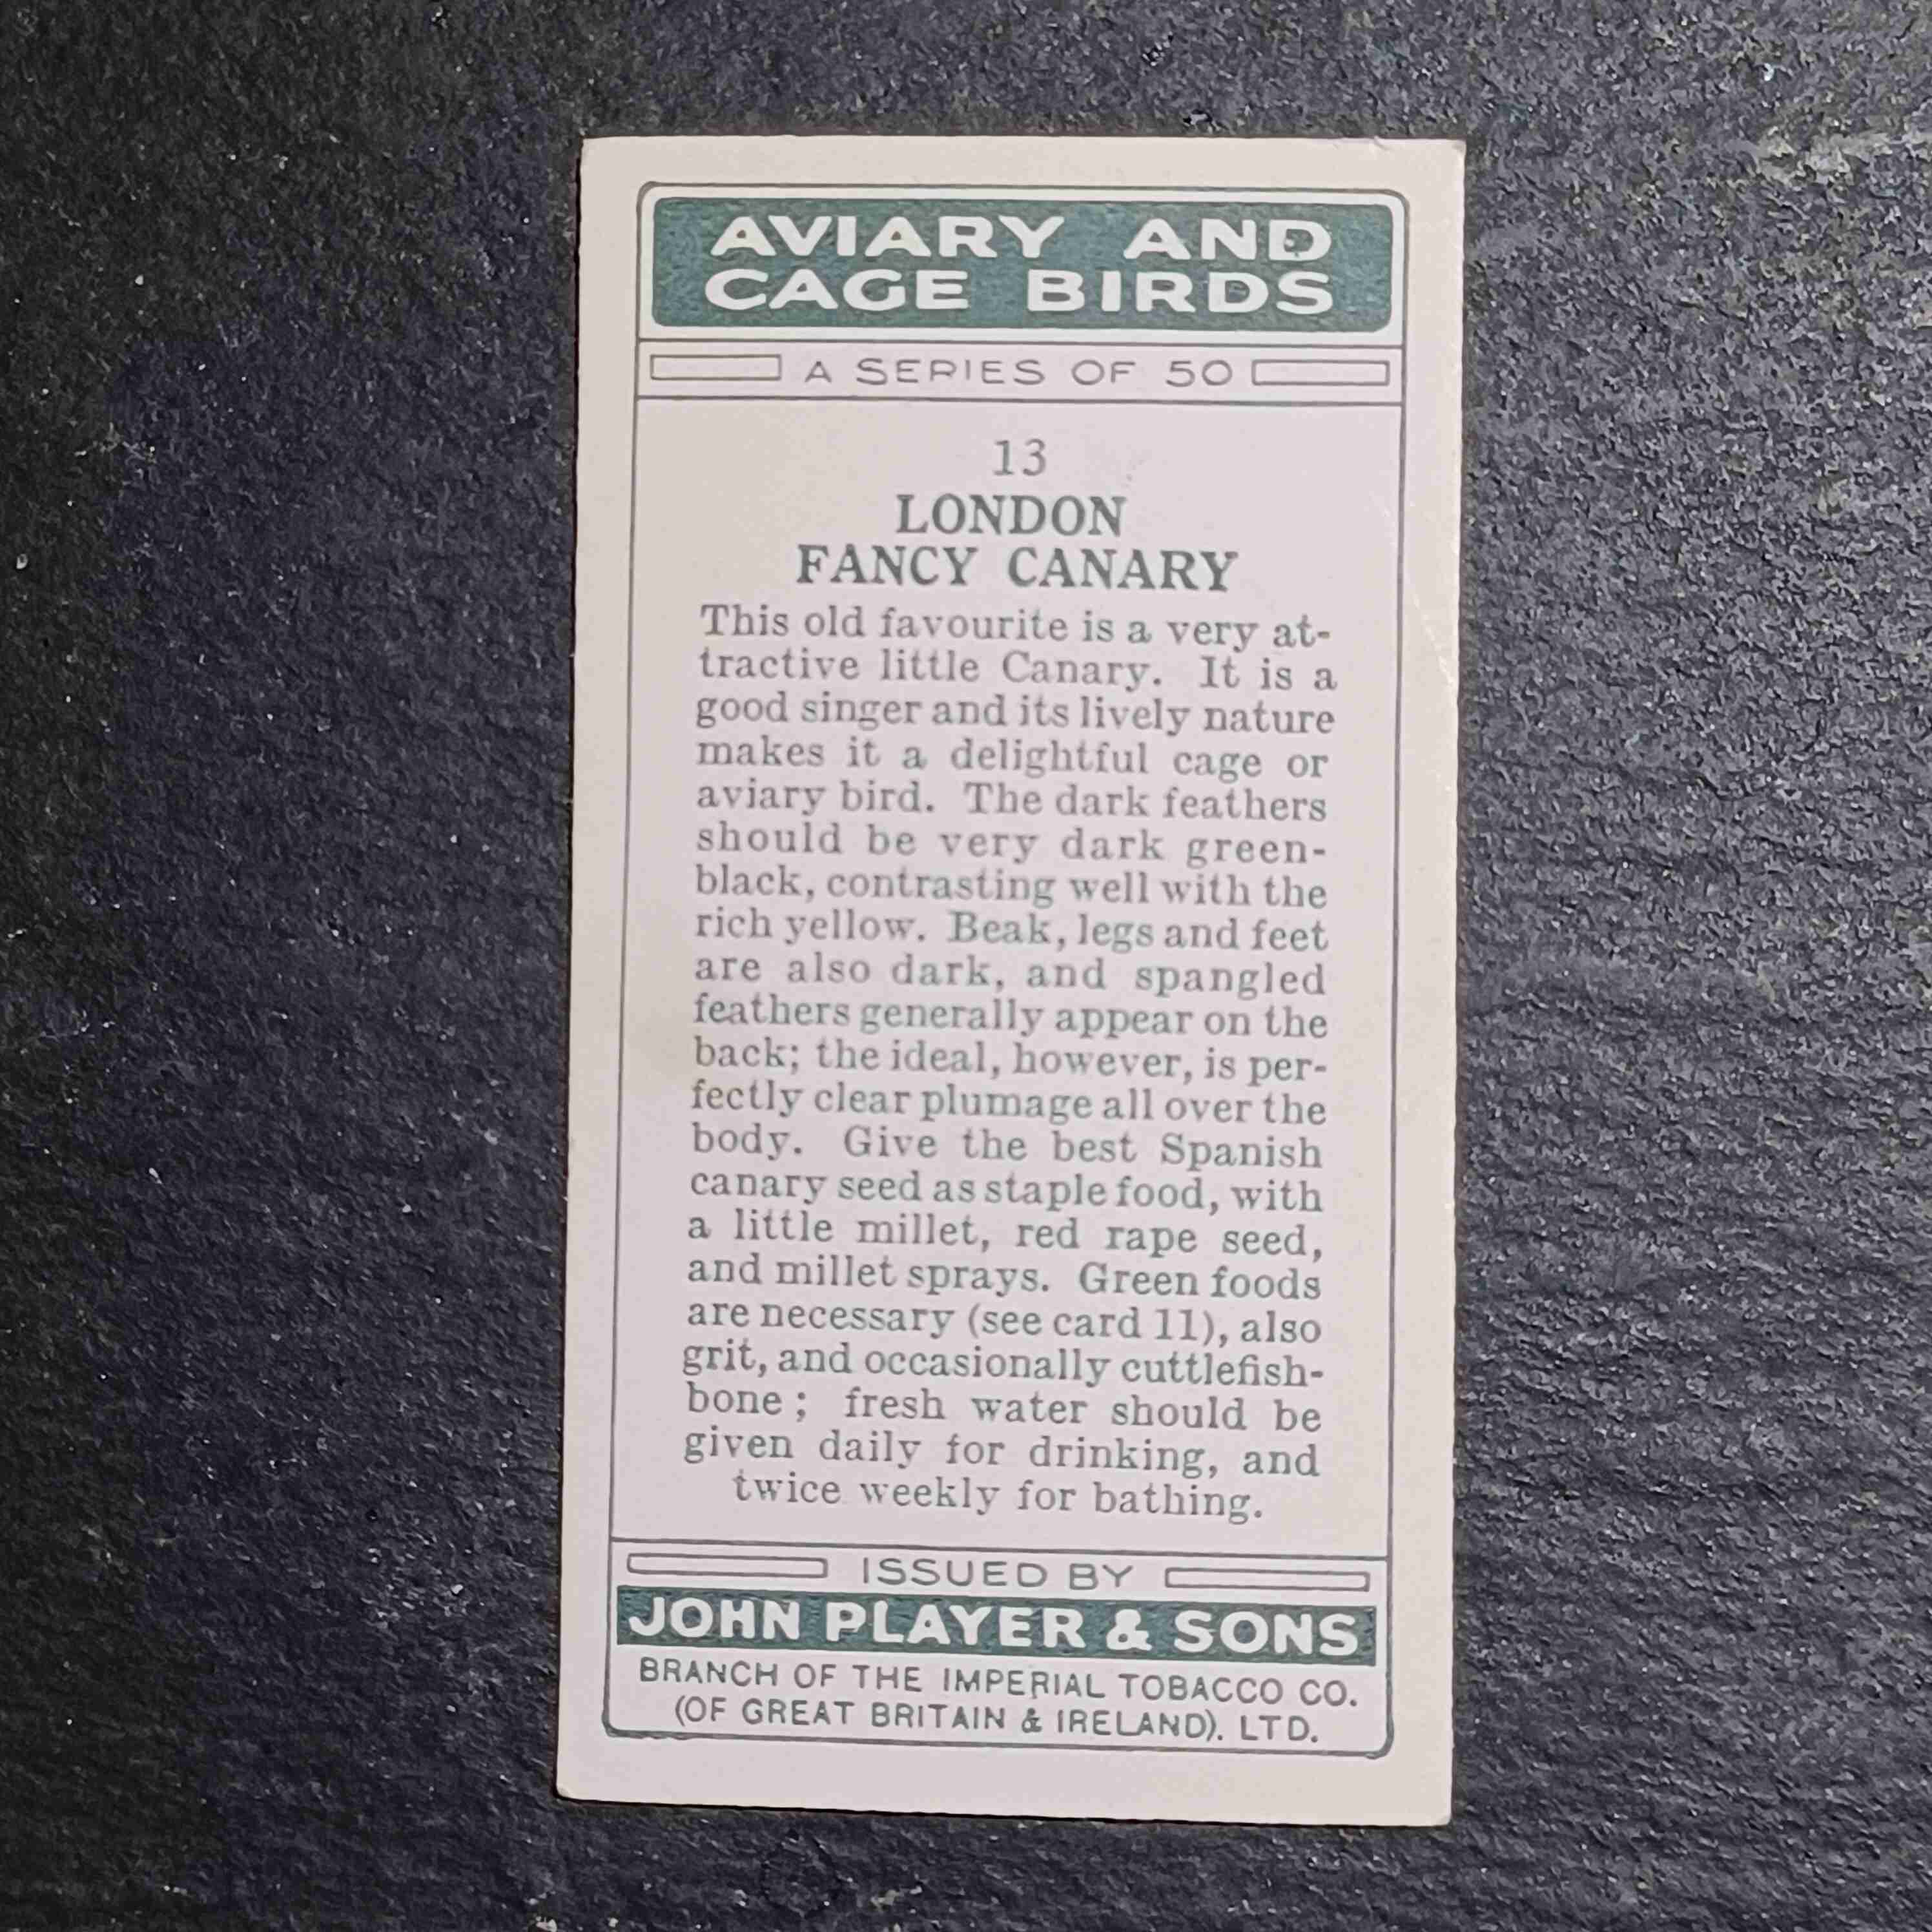 AVIARY AND
CAGE BIRDS
A SERIES OF 50
13
LONDON
FANCY CANARY
This old favourite is a very at-
tractive little Canary. It is a
good singer and its lively nature
makes it a delightful cage or
aviary bird. The dark feathers
should be very dark green-
black, contrasting well with the
rich yellow. Beak, legs and feet
are also dark, and spangled
feathers generally appear on the
back; the ideal, however, is per-
fectly clear plumage all over the
body. Give the best Spanish
canary seed as staple food, with
a little millet, red rape seed,
and millet sprays. Green foods
are necessary (see card 11), also
grit, and occasionally cuttlefish-
bone; fresh water should be
given daily for drinking, and
twice weekly for bathing.
ISSUED BY
JOHN PLAYER & SONS
BRANCH OF THE IMPERIAL TOBACCO CO.
(OF GREAT BRITAIN & IRELAND). LTD.